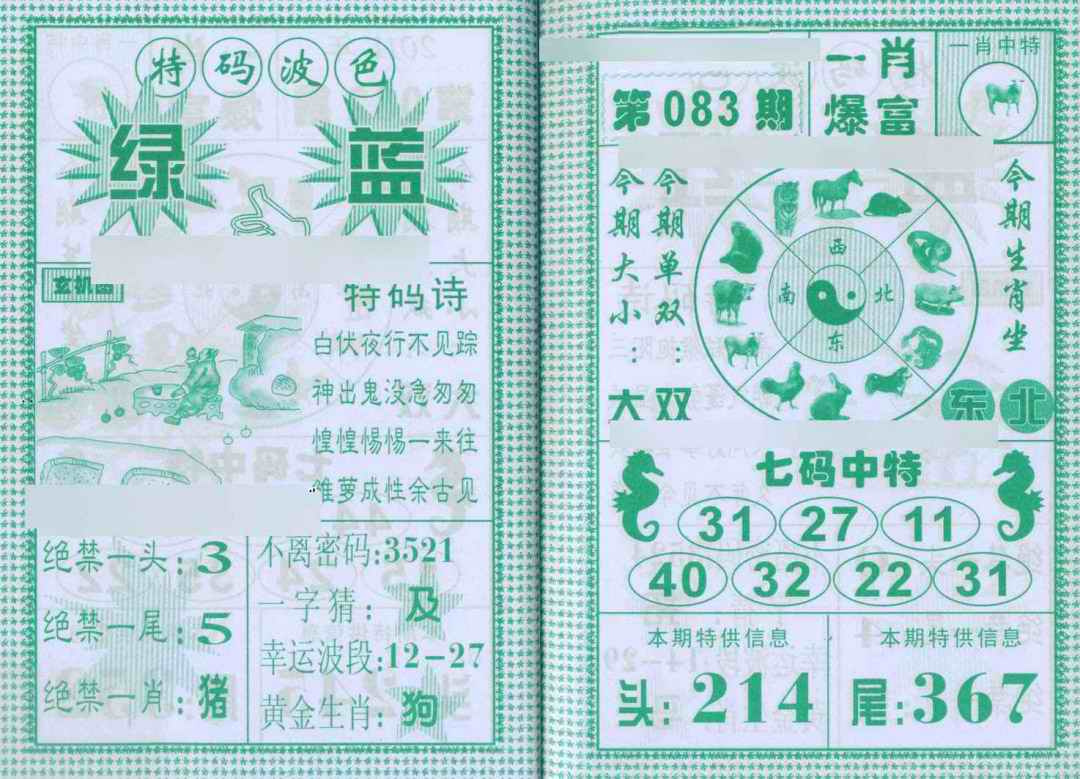 特码波色
绿 蓝
特码诗
白伏夜行不见踪
神出鬼没急匆匆
惶惶惕惕一来往
雏萝成性余古见
绝禁一头:3
绝禁一尾:5
绝禁一肖:猪
不离密码:3521
一字猜:及
幸运波段:12-27
黄金生肖:狗
第083期
一肖
爆富
一肖中特
今期大小:大
今期单双:双
西
南
北
东
今期生肖坐
东北
七码中特
31 27 11
40 32 22 31
本期特供信息
头:214
本期特供信息
尾:367